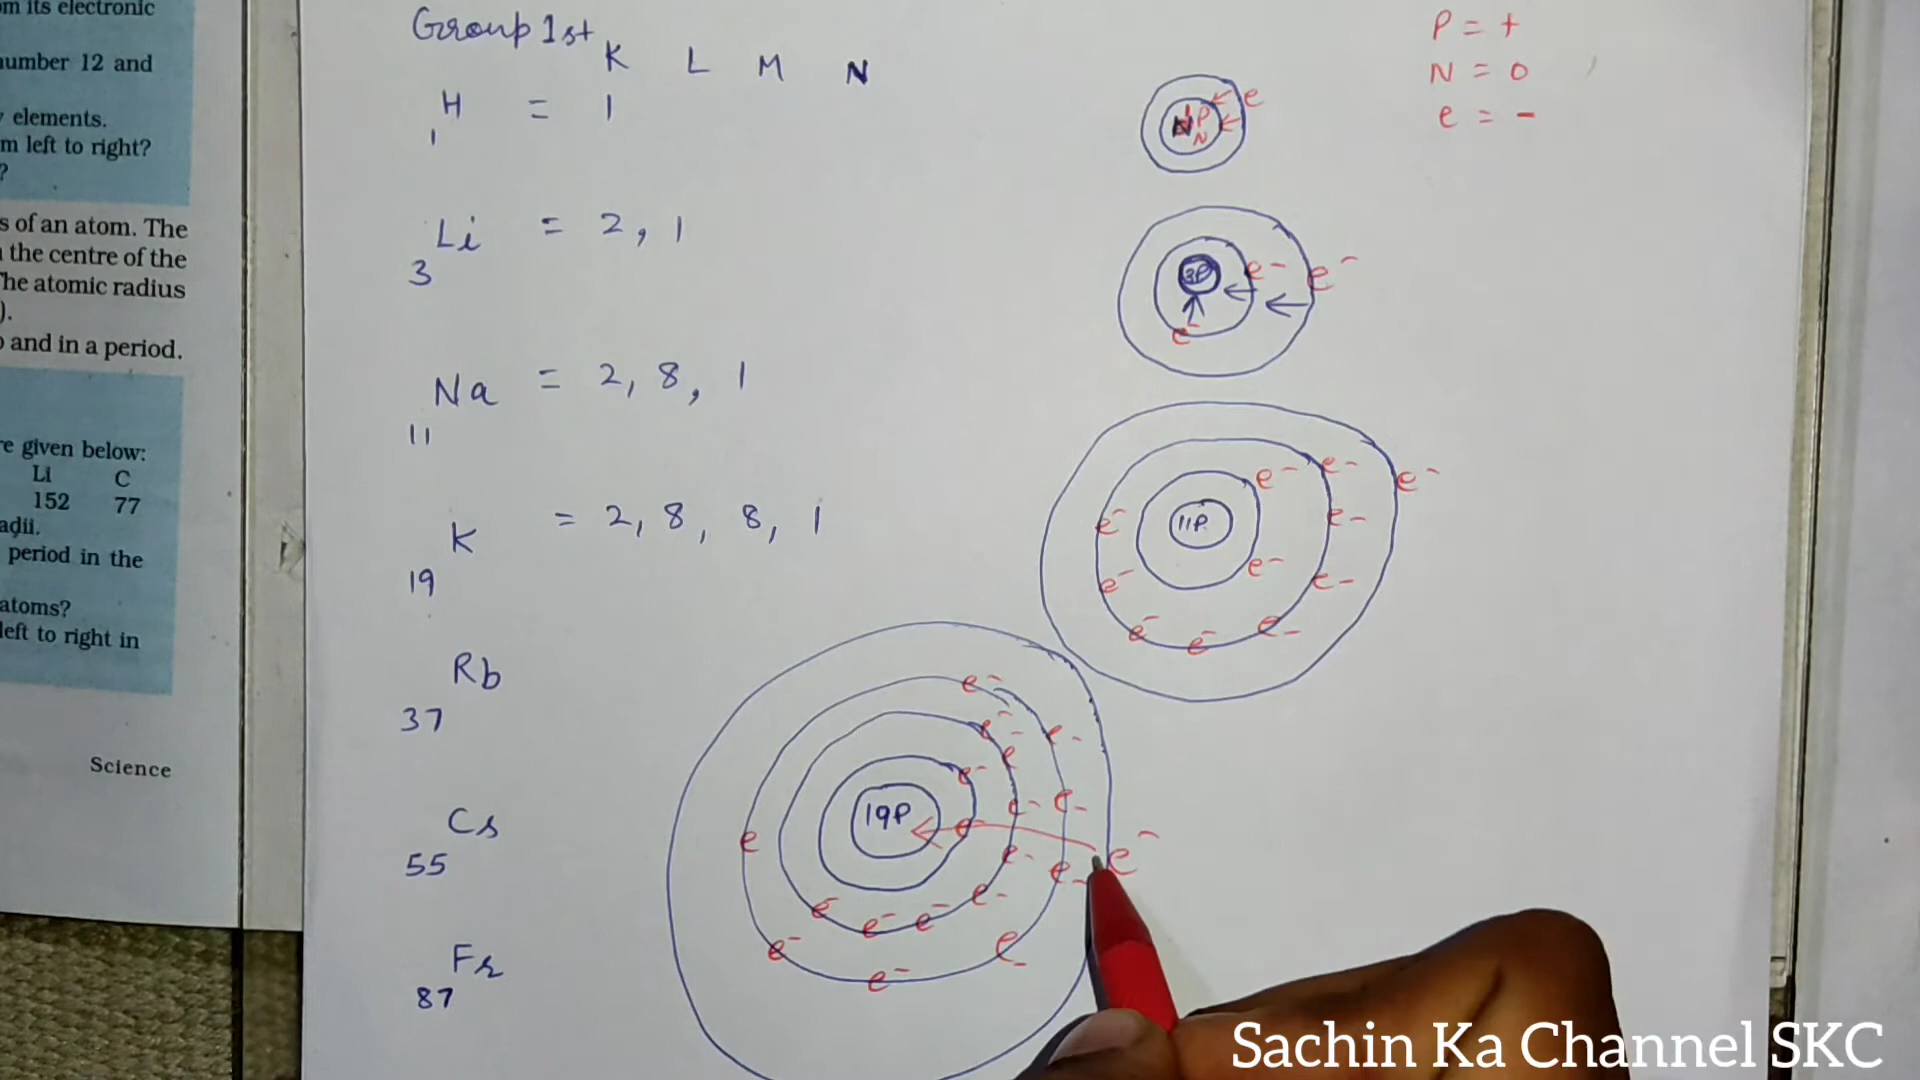 m its electronic
number 12 and
elements.
m left to right?
?
s of an atom. The
the centre of the
he atomic radius
).
and in a period.
e given below:
Li C
152 77
adii.
period in the
atoms?
left to right in
Science
Group 1st
K L M N
1 H = 1
3 Li = 2, 1
11 Na = 2, 8, 1
19 K = 2, 8, 8, 1
37 Rb
55 Cs
87 Fr
P = +
N = 0
e = -
e
P
N
N
3P
e-
e-
e-
11P
e-
e-
e-
e-
e-
e-
e-
e-
e-
e-
e-
19P
e-
e-
e-
e-
e-
e-
e-
e-
e-
e
e-
e-
e-
e-
e-
e-
e
e-
e-
Sachin Ka Channel SKC